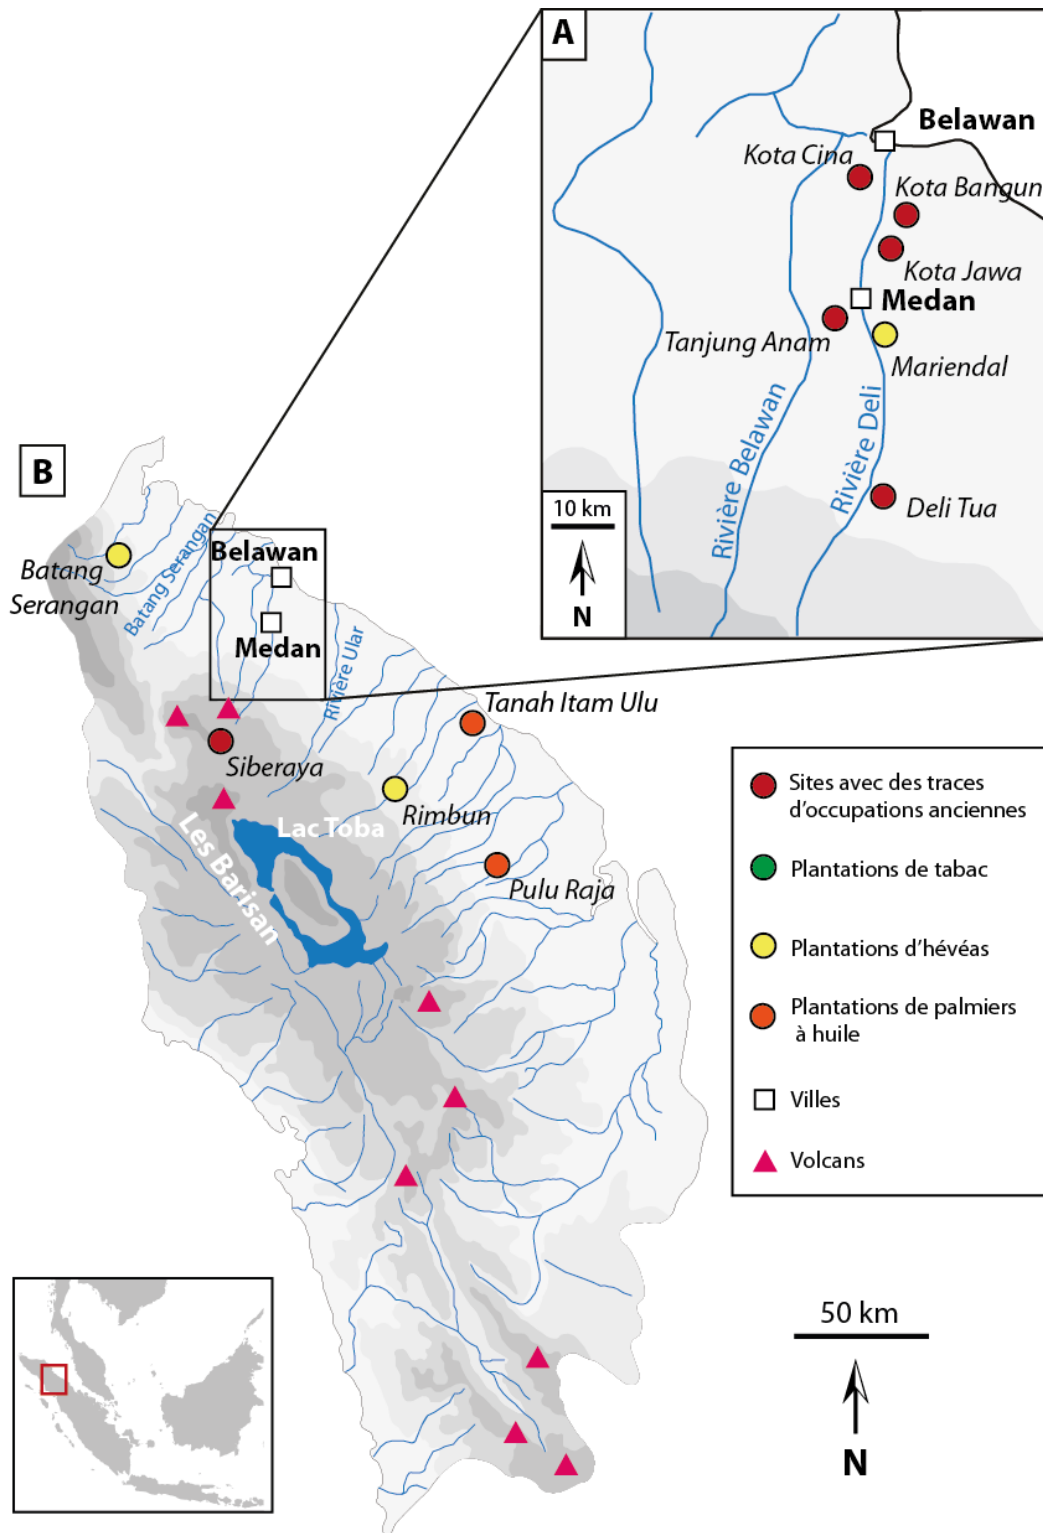 A
Belawan
Kota Cina
Kota Bangun
Kota Jawa
Medan
Tanjung Anam
Mariendal
Rivière Belawan
Rivière Deli
Deli Tua
10 km
N
B
Batang
Serangan
Batang Serangan
Belawan
Medan
Rivière Ular
Tanah Itam Ulu
Siberaya
Rimbun
Lac Toba
Les Barisan
Pulu Raja
Sites avec des traces
d'occupations anciennes
Plantations de tabac
Plantations d'hévéas
Plantations de palmiers
à huile
Villes
Volcans
50 km
N